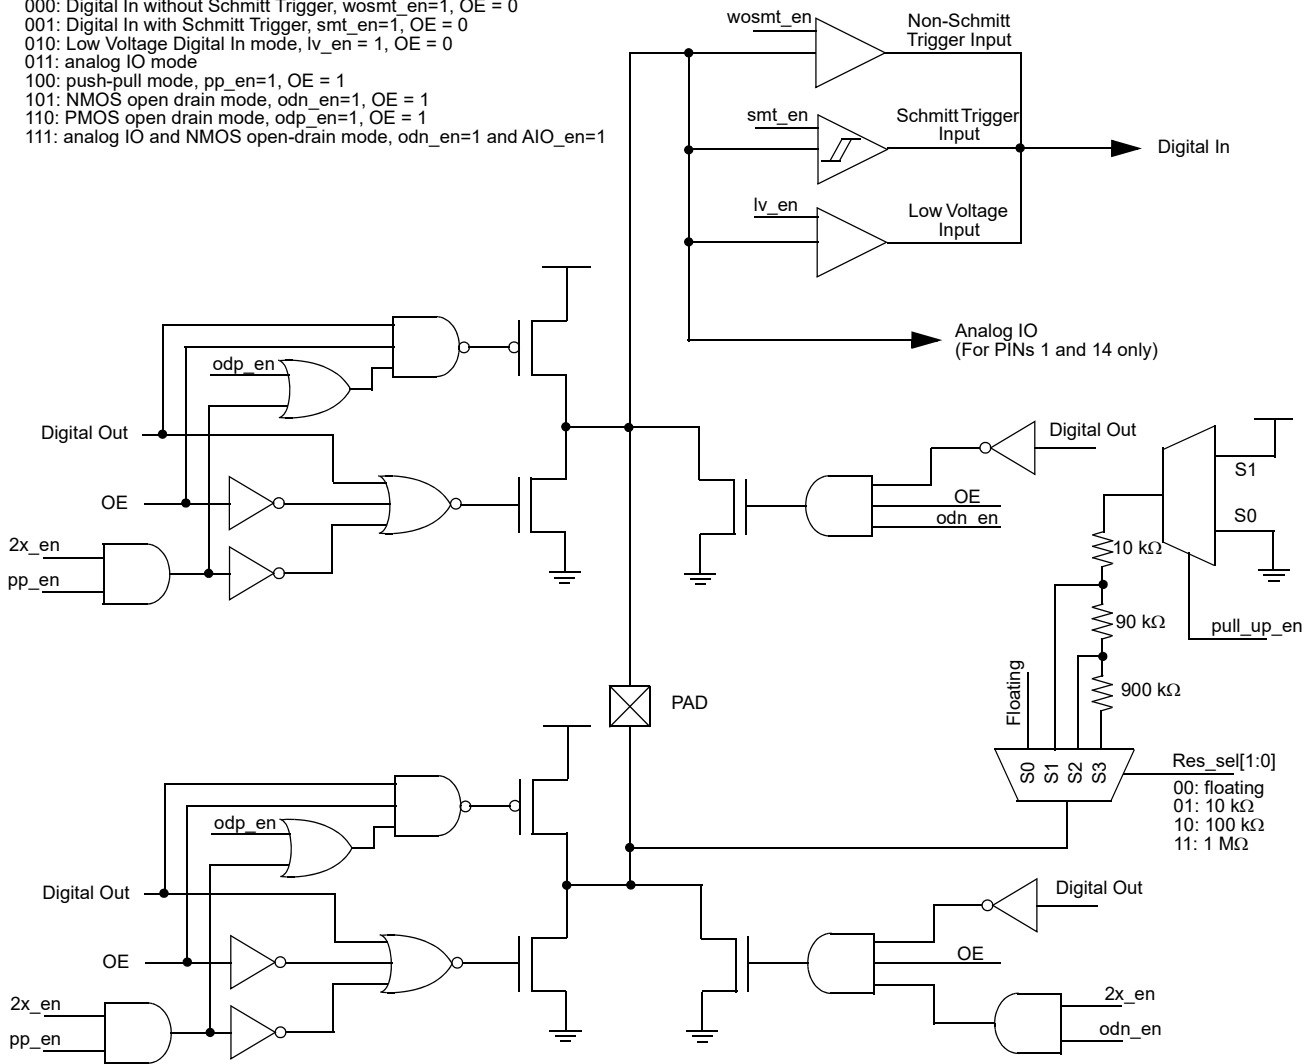 000: Digital In without Schmitt Trigger, wosmt_en=1, OE = 0
001: Digital In with Schmitt Trigger, smt_en=1, OE = 0
010: Low Voltage Digital In mode, lv_en = 1, OE = 0
011: analog IO mode
100: push-pull mode, pp_en=1, OE = 1
101: NMOS open drain mode, odn_en=1, OE = 1
110: PMOS open drain mode, odp_en=1, OE = 1
111: analog IO and NMOS open-drain mode, odn_en=1 and AIO_en=1
wosmt_en
Non-Schmitt
Trigger Input
smt_en
Schmitt Trigger
Input
Digital In
lv_en
Low Voltage
Input
Analog IO
(For PINs 1 and 14 only)
odp_en
Digital Out
OE
2x_en
pp_en
Digital Out
OE
odn_en
S1
S0
10 kΩ
90 kΩ
pull_up_en
900 kΩ
Floating
PAD
S0
S1
S2
S3
Res_sel[1:0]
00: floating
01: 10 kΩ
10: 100 kΩ
11: 1 MΩ
odp_en
Digital Out
OE
2x_en
pp_en
Digital Out
OE
2x_en
odn_en